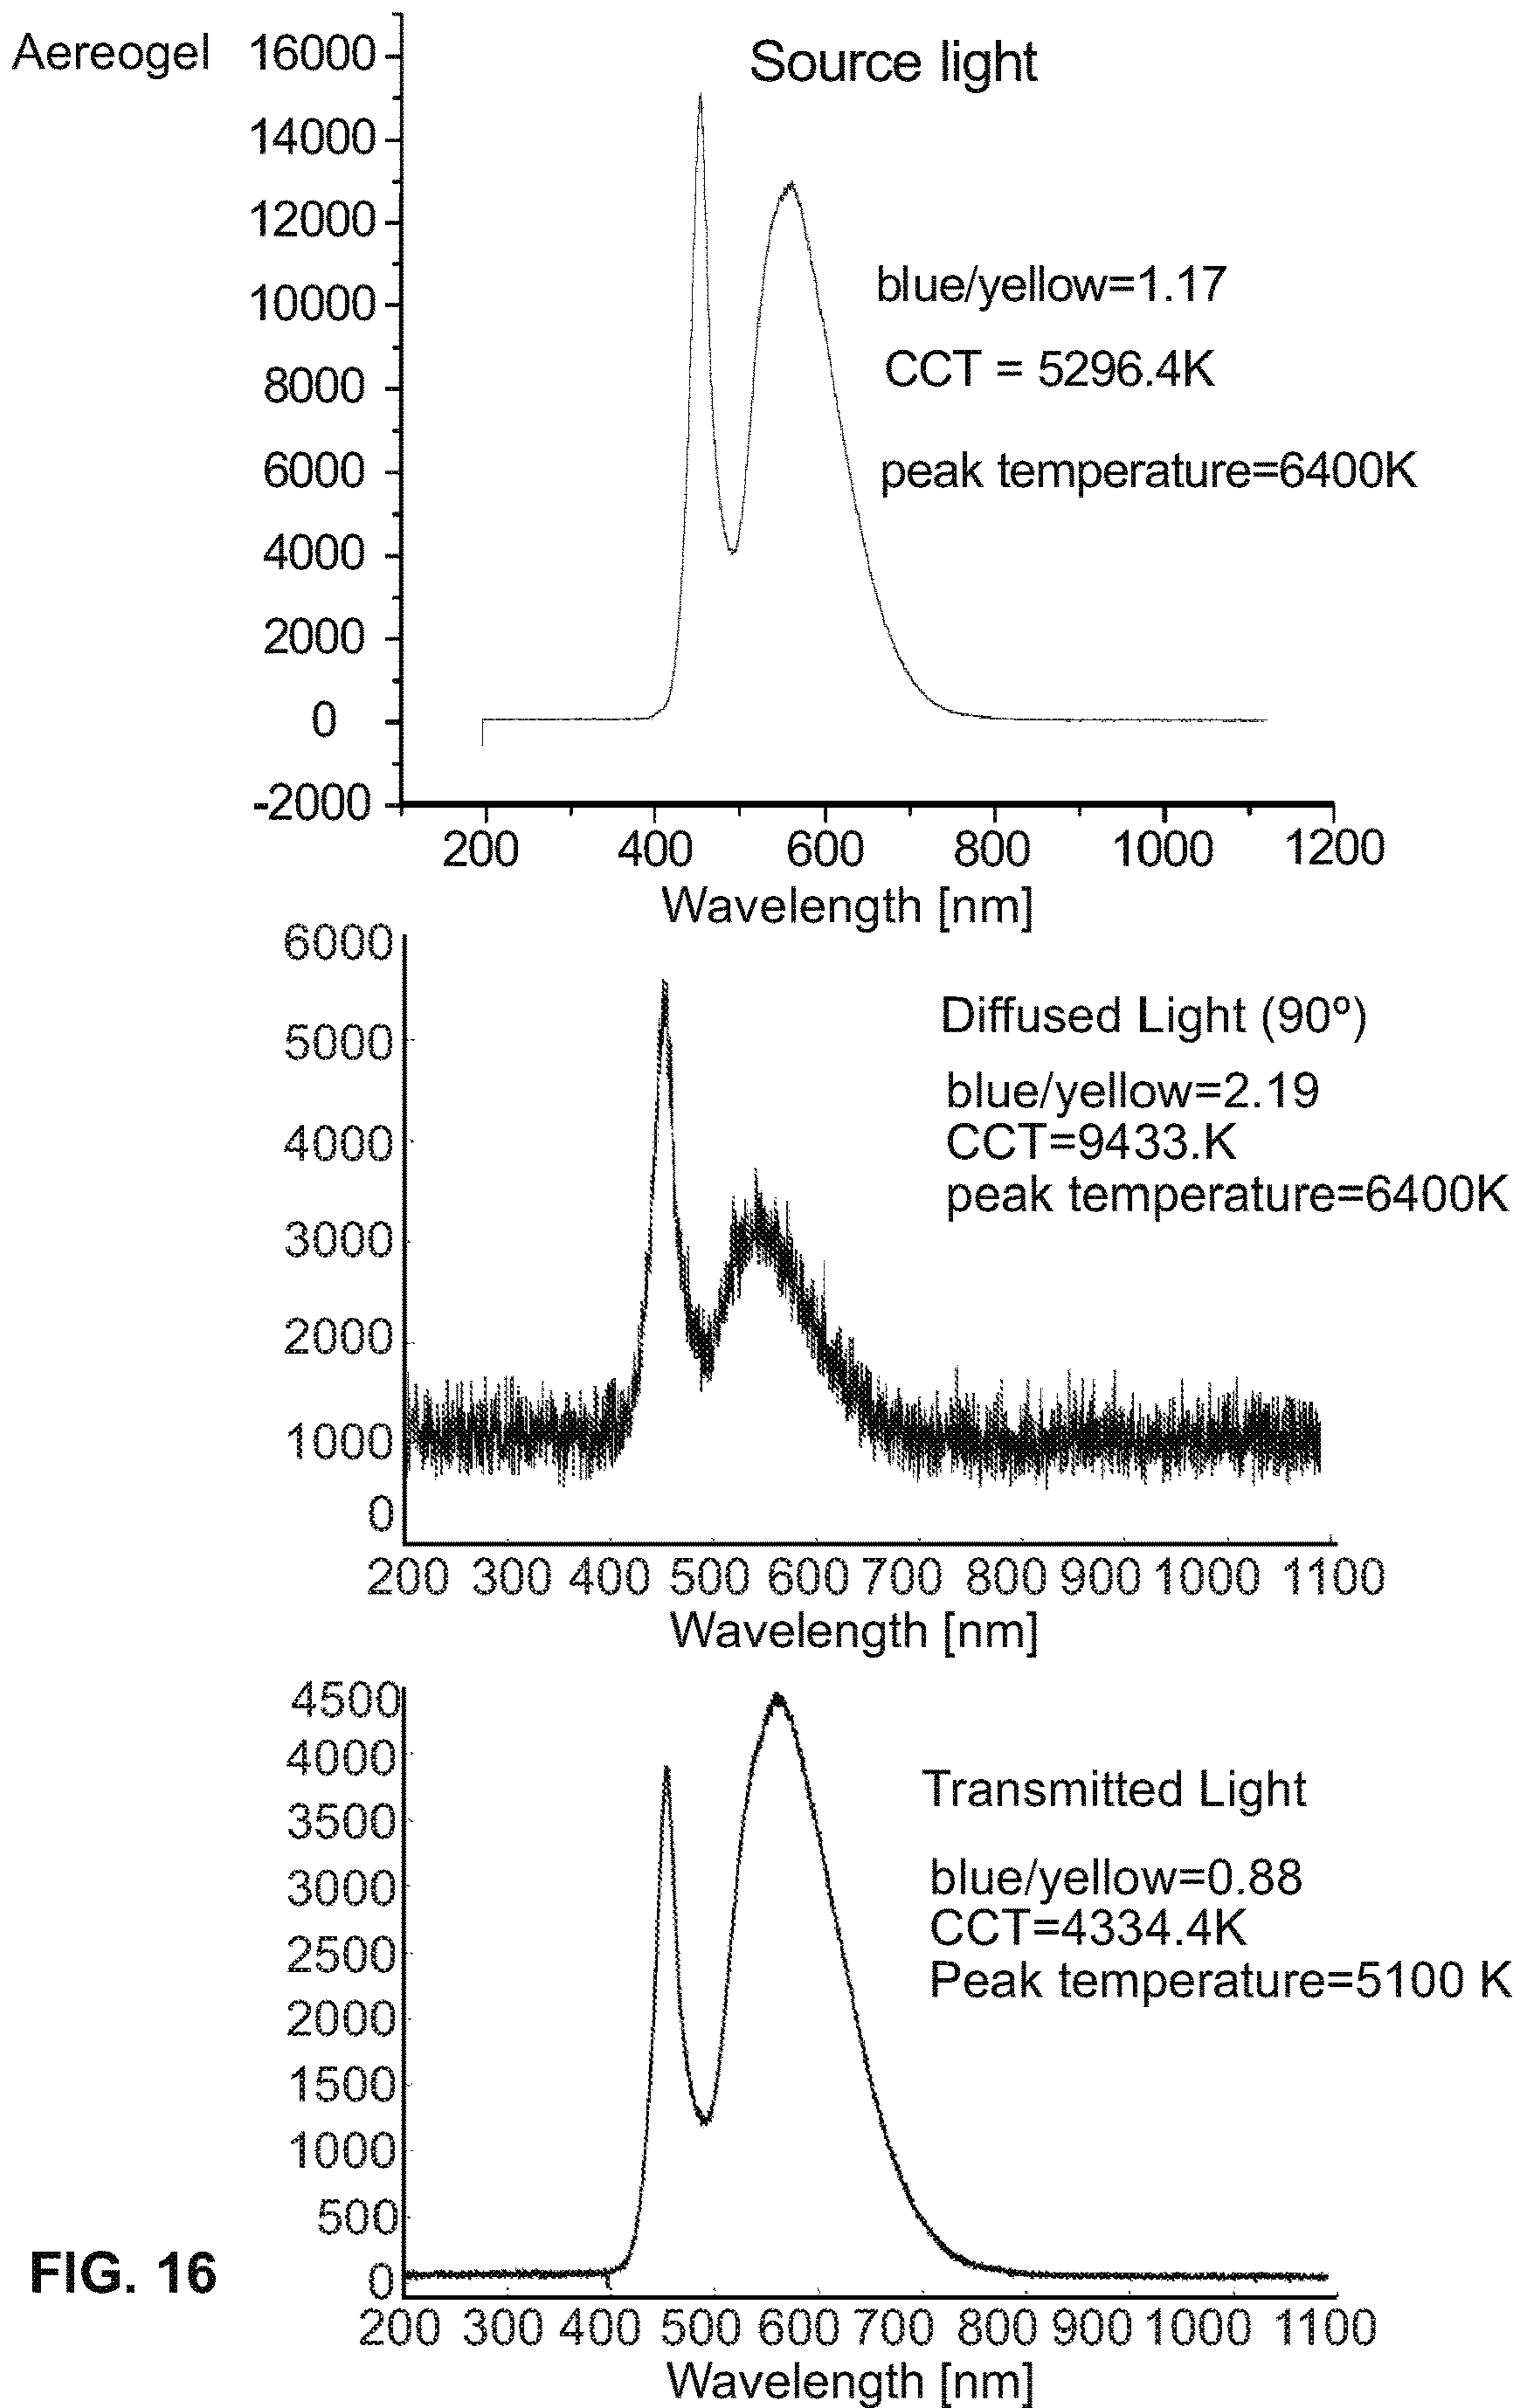 Aereogel
Source light
16000
14000
12000
10000
8000
6000
4000
2000
0
-2000
blue/yellow=1.17
CCT = 5296.4K
peak temperature=6400K
200 400 600 800 1000 1200
Wavelength [nm]
6000
5000
4000
3000
2000
1000
0
Diffused Light (90º)
blue/yellow=2.19
CCT=9433.K
peak temperature=6400K
200 300 400 500 600 700 800 900 1000 1100
Wavelength [nm]
4500
4000
3500
3000
2500
2000
1500
1000
500
0
Transmitted Light
blue/yellow=0.88
CCT=4334.4K
Peak temperature=5100 K
200 300 400 500 600 700 800 900 1000 1100
Wavelength [nm]
FIG. 16